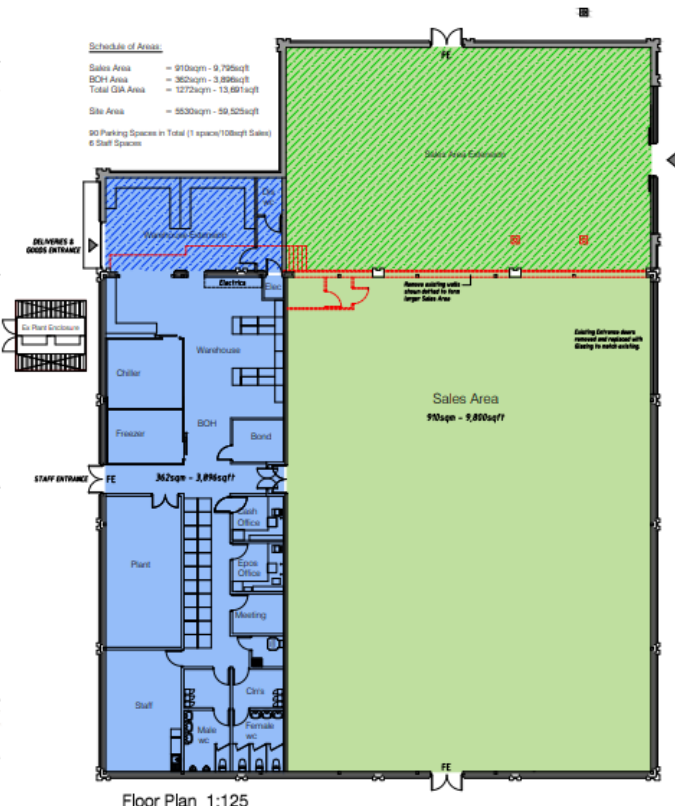 Schedule of Areas:
Sales Area = 910sqm - 9,795sqft
BOH Area = 362sqm - 3,896sqft
Total GIA Area = 1272sqm - 13,691sqft
Site Area = 5530sqm - 59,525sqft
90 Parking Spaces in Total (1 space/108sqft Sales)
6 Staff Spaces
FE
Sales Area Extension
Warehouse Extension
wc
DELIVERIES &
GOODS ENTRANCE
Electrics
Elec
Remove existing walls
shown dotted to form
larger Sales Area
Ex Plant Enclosure
Existing Entrance doors
removed and replaced with
Glazing to match existing.
Warehouse
Chiller
Sales Area
910sqm - 9,800sqft
BOH
Freezer
Bond
STAFF ENTRANCE
FE
362sqm - 3,896sqft
Cash
Office
Plant
Epos
Office
Meeting
Staff
Clr's
Male
wc
Female
wc
FE
Floor Plan 1:125